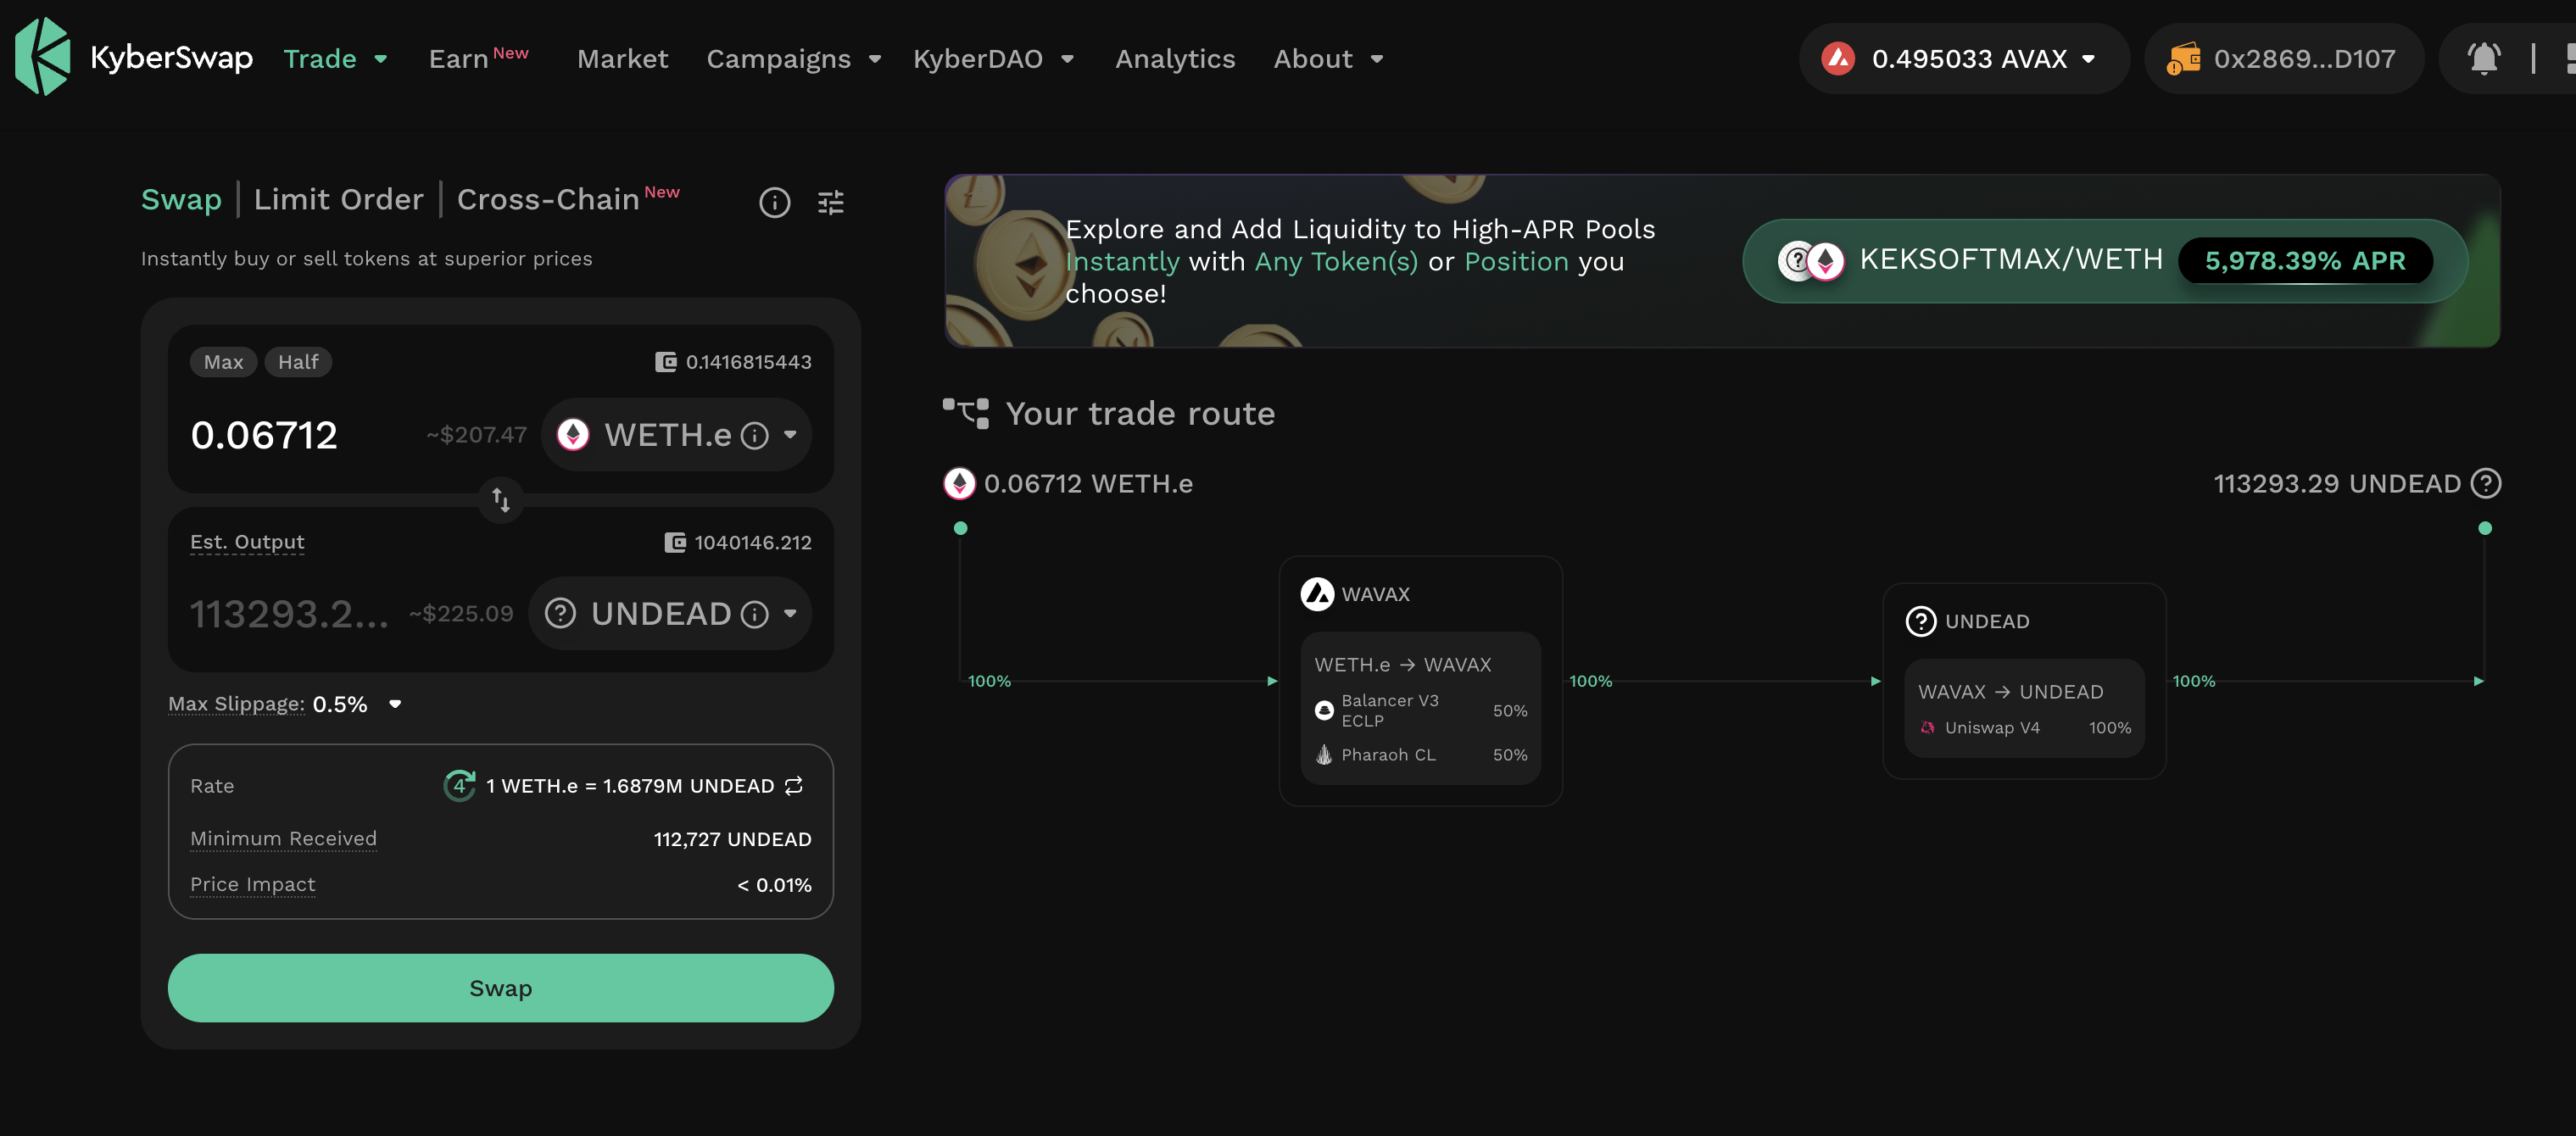 KyberSwap Trade Earn New Market Campaigns KyberDAO Analytics About 0.495033 AVAX 0x2869...D107
Swap | Limit Order | Cross-Chain New
Instantly buy or sell tokens at superior prices
Max Half 0.1416815443
0.06712 ~$207.47 WETH.e
Est. Output 1040146.212
113293.2... ~$225.09 UNDEAD
Max Slippage: 0.5%
Rate 4 1 WETH.e = 1.6879M UNDEAD
Minimum Received 112,727 UNDEAD
Price Impact < 0.01%
Swap
Explore and Add Liquidity to High-APR Pools
Instantly with Any Token(s) or Position you
choose!
KEKSOFTMAX/WETH 5,978.39% APR
Your trade route
0.06712 WETH.e 113293.29 UNDEAD
100%
WAVAX
WETH.e → WAVAX
Balancer V3
ECLP 50%
Pharaoh CL 50%
100%
UNDEAD
WAVAX → UNDEAD
Uniswap V4 100%
100%